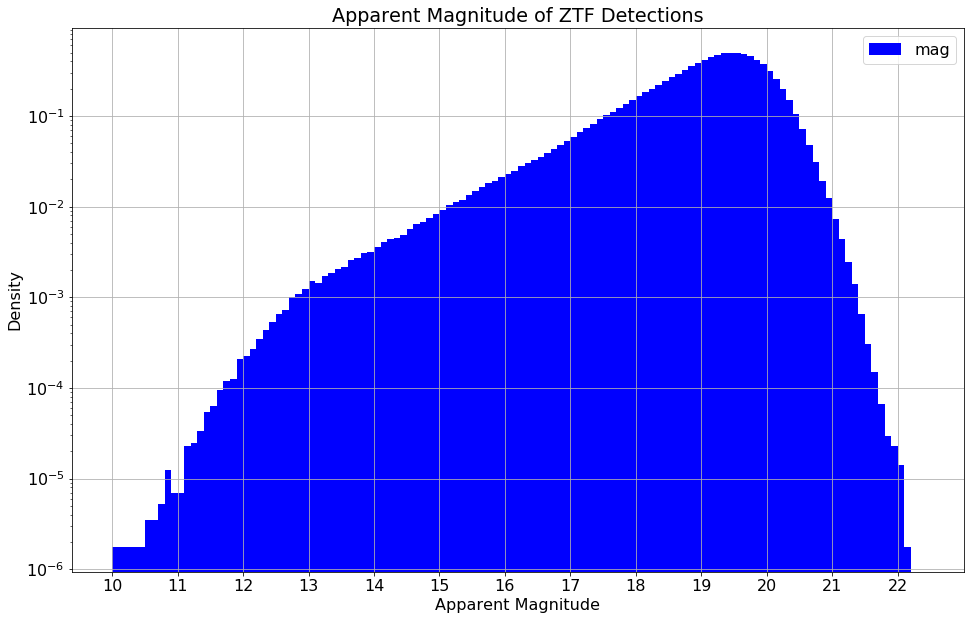 Apparent Magnitude of ZTF Detections
mag
Density
10⁻¹
10⁻²
10⁻³
10⁻⁴
10⁻⁵
10⁻⁶
10 11 12 13 14 15 16 17 18 19 20 21 22
Apparent Magnitude